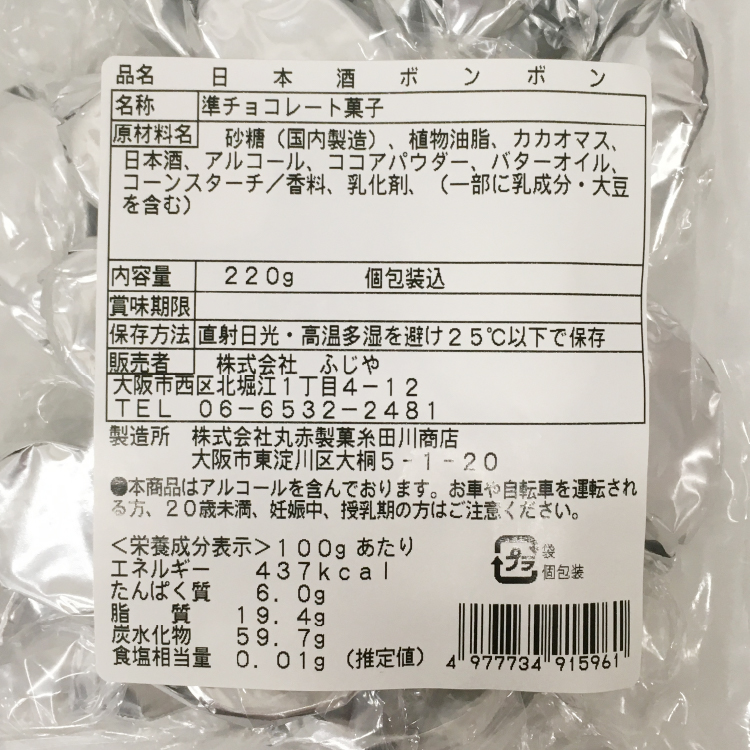 品名 日本酒ボンボン
名称 準チョコレート菓子
原材料名 砂糖（国内製造）、植物油脂、カカオマス、
日本酒、アルコール、ココアパウダー、バターオイル、
コーンスターチ／香料、乳化剤、（一部に乳成分・大豆
を含む）
内容量 220g 個包装込
賞味期限
保存方法 直射日光・高温多湿を避け25℃以下で保存
販売者 株式会社 ふじや
大阪市西区北堀江1丁目4－12
TEL 06－6532－2481
製造所 株式会社丸赤製菓糸田川商店
大阪市東淀川区大桐5－1－20
●本商品はアルコールを含んでおります。お車や自転車を運転され
る方、20歳未満、妊娠中、授乳期の方はご注意ください。
＜栄養成分表示＞100gあたり
エネルギー 437kcal
たんぱく質 6.0g
脂質 19.4g
炭水化物 59.7g
食塩相当量 0.01g（推定値）
プラ
袋
個包装
4 977734 915961